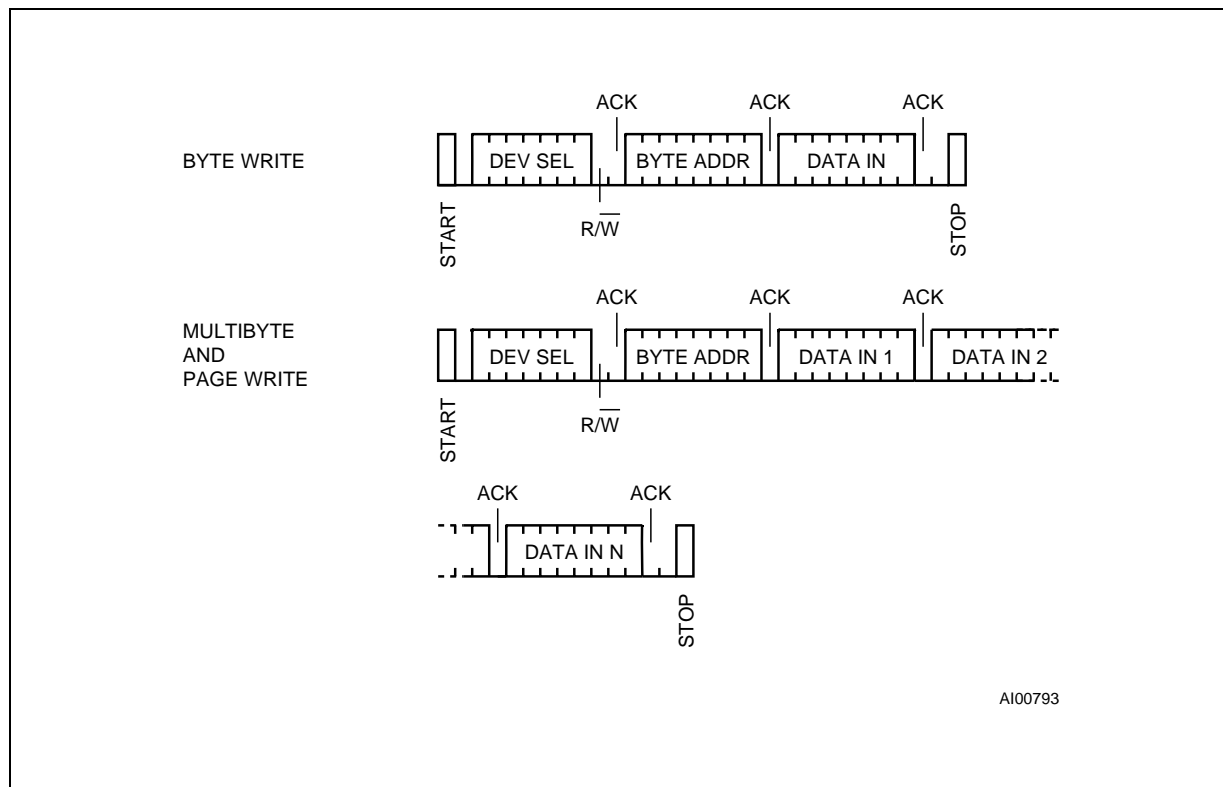 ACK ACK ACK
BYTE WRITE DEV SEL BYTE ADDR DATA IN
R/W̅
START
STOP
ACK ACK ACK
MULTIBYTE
AND
PAGE WRITE
DEV SEL BYTE ADDR DATA IN 1 DATA IN 2
R/W̅
START
ACK ACK
DATA IN N
STOP
AI00793